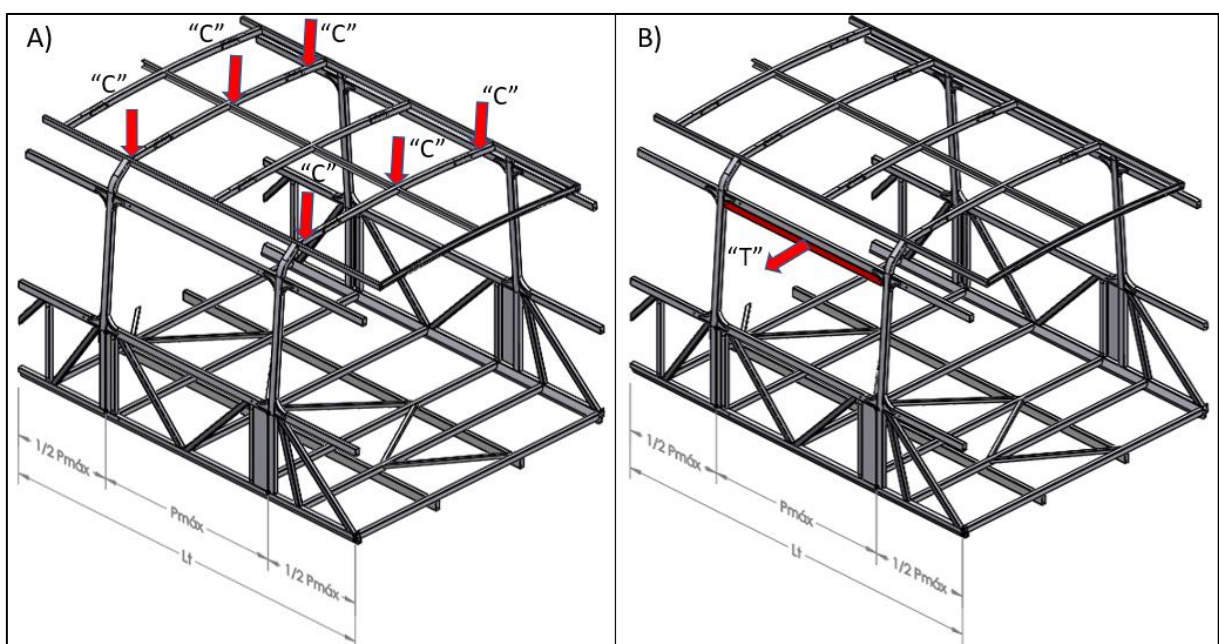 A)
“C”
“C”
“C”
“C”
“C”
“C”
1/2 Pmáx
Pmáx
1/2 Pmáx
Lt
B)
“T”
1/2 Pmáx
Pmáx
1/2 Pmáx
Lt